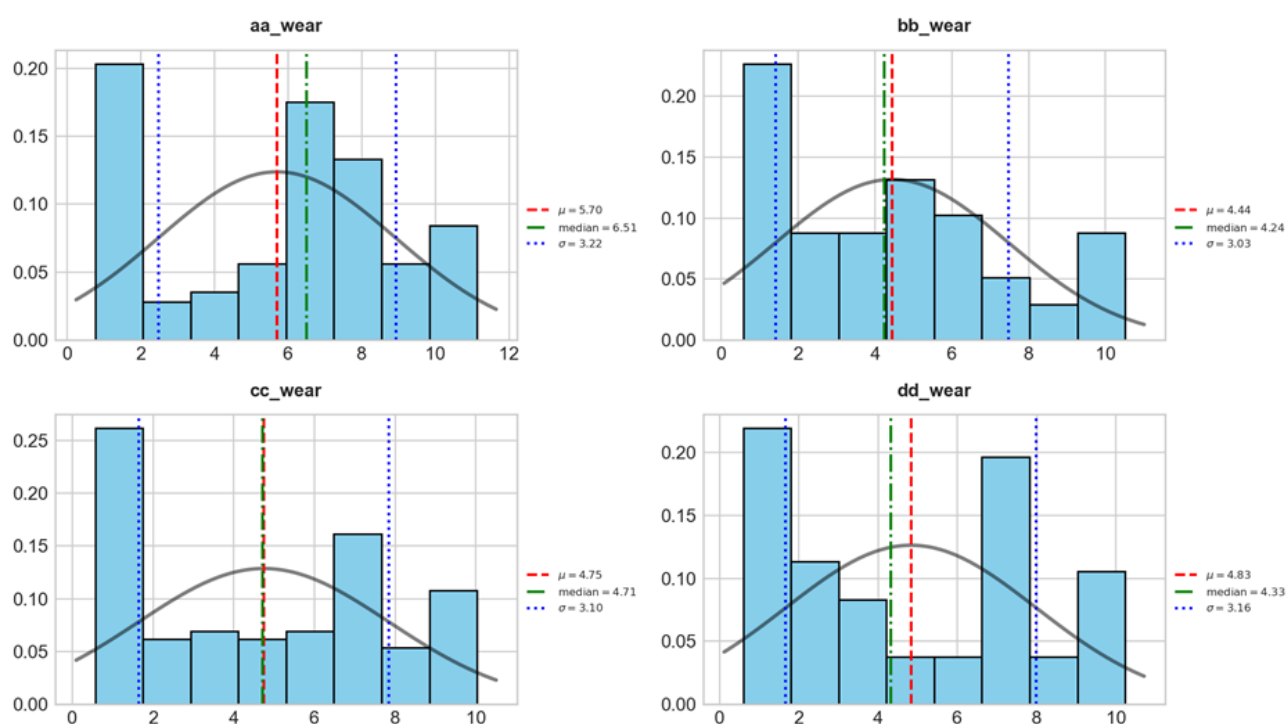 aa_wear
0.20
0.15
0.10
0.05
0.00
0 2 4 6 8 10 12
μ = 5.70
median = 6.51
σ = 3.22
bb_wear
0.20
0.15
0.10
0.05
0.00
0 2 4 6 8 10
μ = 4.44
median = 4.24
σ = 3.03
cc_wear
0.25
0.20
0.15
0.10
0.05
0.00
0 2 4 6 8 10
μ = 4.75
median = 4.71
σ = 3.10
dd_wear
0.20
0.15
0.10
0.05
0.00
0 2 4 6 8 10
μ = 4.83
median = 4.33
σ = 3.16